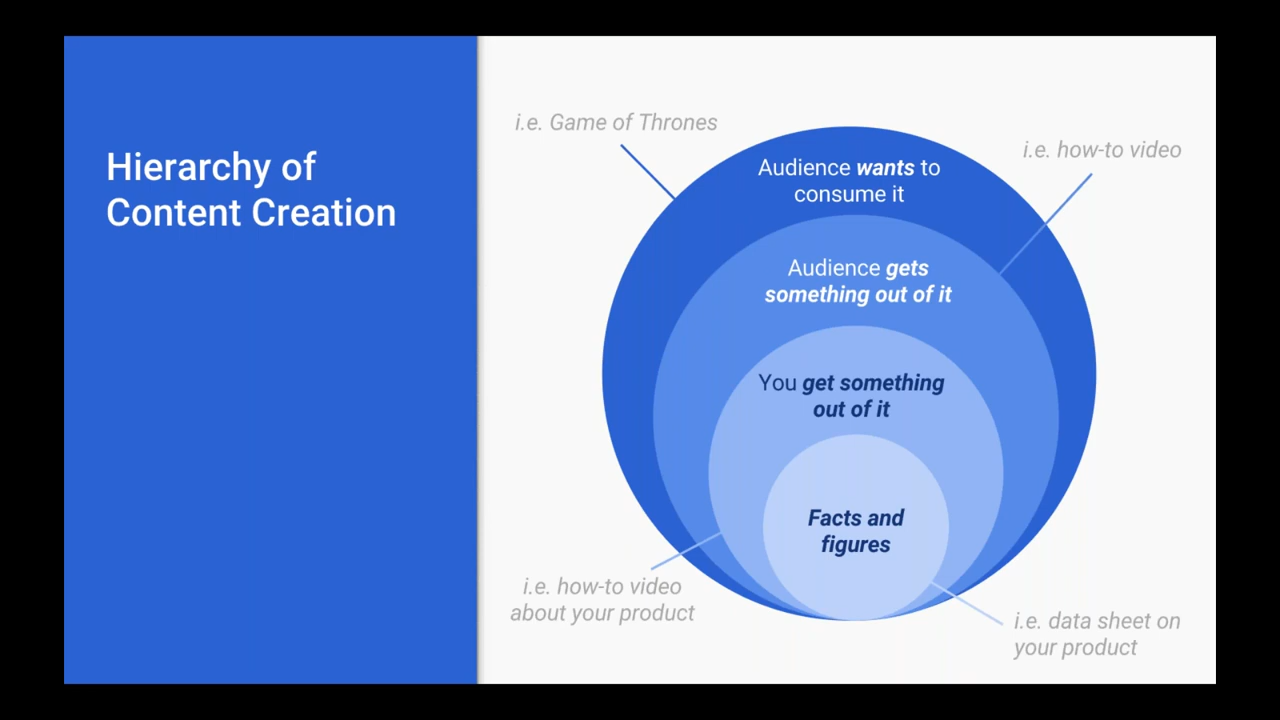 Hierarchy of
Content Creation
i.e. Game of Thrones
i.e. how-to video
Audience wants to
consume it
Audience gets
something out of it
You get something
out of it
Facts and
figures
i.e. how-to video
about your product
i.e. data sheet on
your product